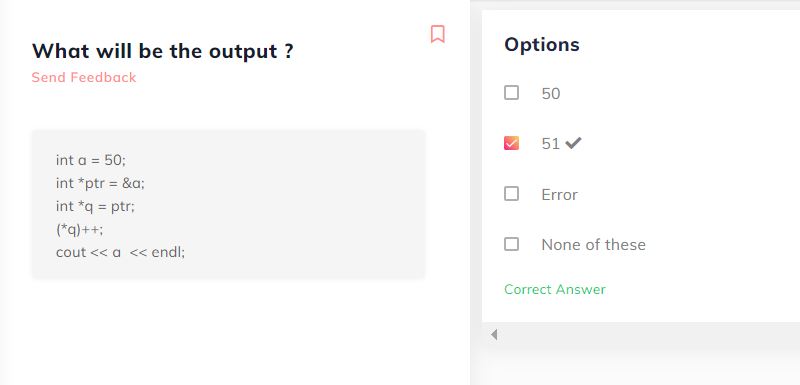 What will be the output ?
Send Feedback
int a = 50;
int *ptr = &a;
int *q = ptr;
(*q)++;
cout << a  << endl;
Options
50
51
Error
None of these
Correct Answer